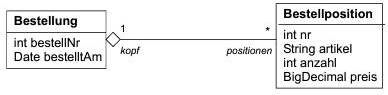 Bestellung
int bestellNr
Date bestelltAm
1
kopf
*
positionen
Bestellposition
int nr
String artikel
int anzahl
BigDecimal preis